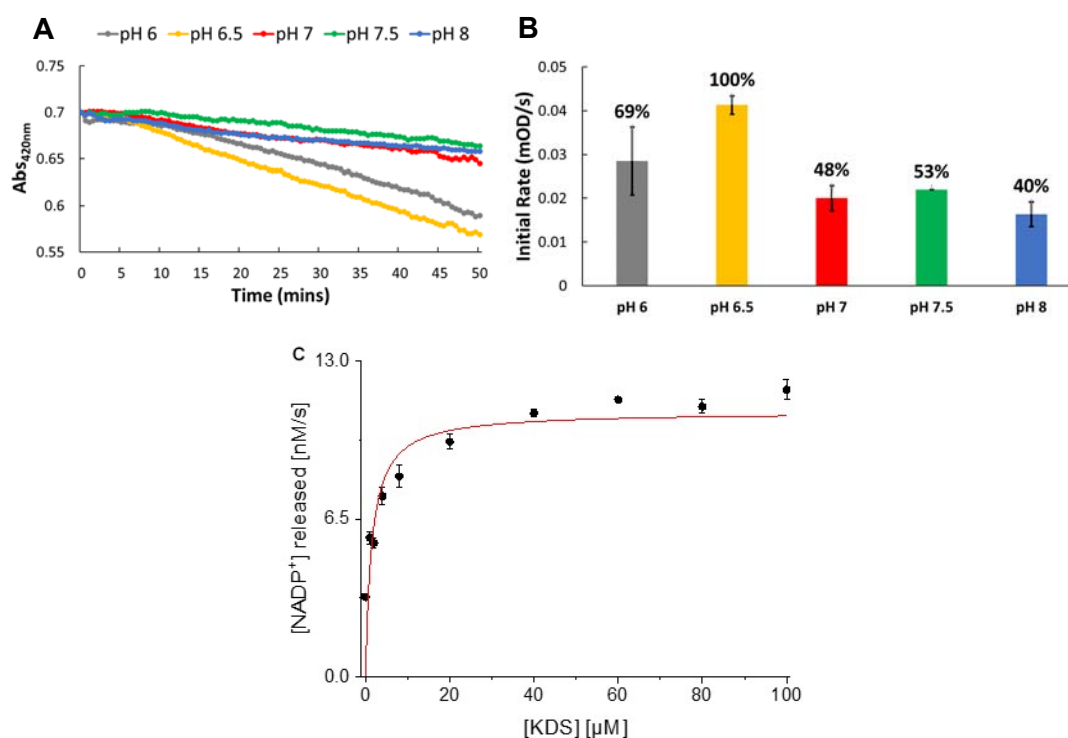 A
pH 6 pH 6.5 pH 7 pH 7.5 pH 8
0.75
0.7
0.65
0.6
0.55
Abs420nm
0 5 10 15 20 25 30 35 40 45 50
Time (mins)
B
0.05
0.04
0.03
0.02
0.01
0
Initial Rate (mOD/s)
69%
100%
48%
53%
40%
pH 6 pH 6.5 pH 7 pH 7.5 pH 8
C
13.0
6.5
0.0
[NADP+] released [nM/s]
0 20 40 60 80 100
[KDS] [µM]